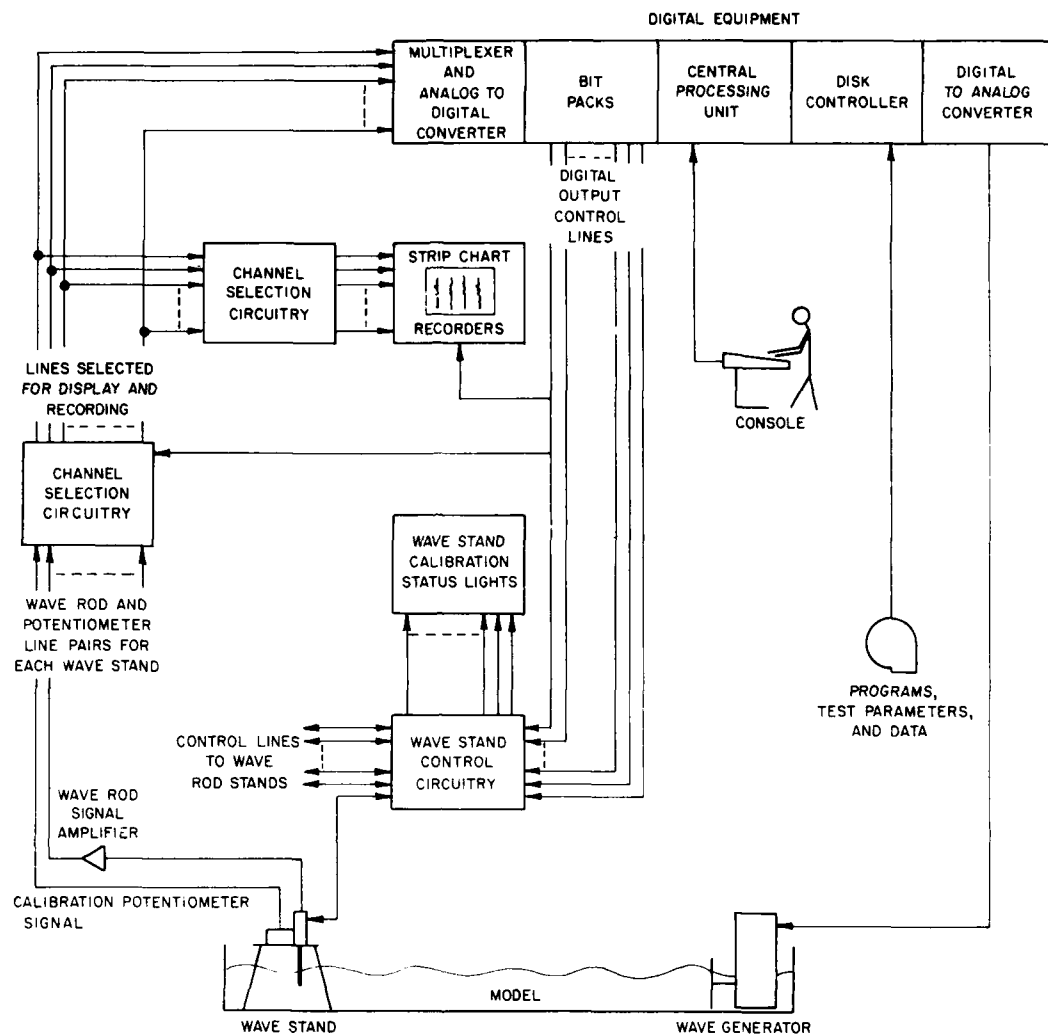 DIGITAL EQUIPMENT
MULTIPLEXER
AND
ANALOG TO
DIGITAL
CONVERTER
BIT
PACKS
CENTRAL
PROCESSING
UNIT
DISK
CONTROLLER
DIGITAL
TO ANALOG
CONVERTER
DIGITAL
OUTPUT
CONTROL
LINES
CHANNEL
SELECTION
CIRCUITRY
STRIP CHART
RECORDERS
LINES SELECTED
FOR DISPLAY AND
RECORDING
CONSOLE
CHANNEL
SELECTION
CIRCUITRY
WAVE STAND
CALIBRATION
STATUS LIGHTS
WAVE ROD AND
POTENTIOMETER
LINE PAIRS FOR
EACH WAVE STAND
PROGRAMS,
TEST PARAMETERS,
AND DATA
CONTROL LINES
TO WAVE
ROD STANDS
WAVE STAND
CONTROL
CIRCUITRY
WAVE ROD
SIGNAL
AMPLIFIER
CALIBRATION POTENTIOMETER
SIGNAL
MODEL
WAVE STAND
WAVE GENERATOR